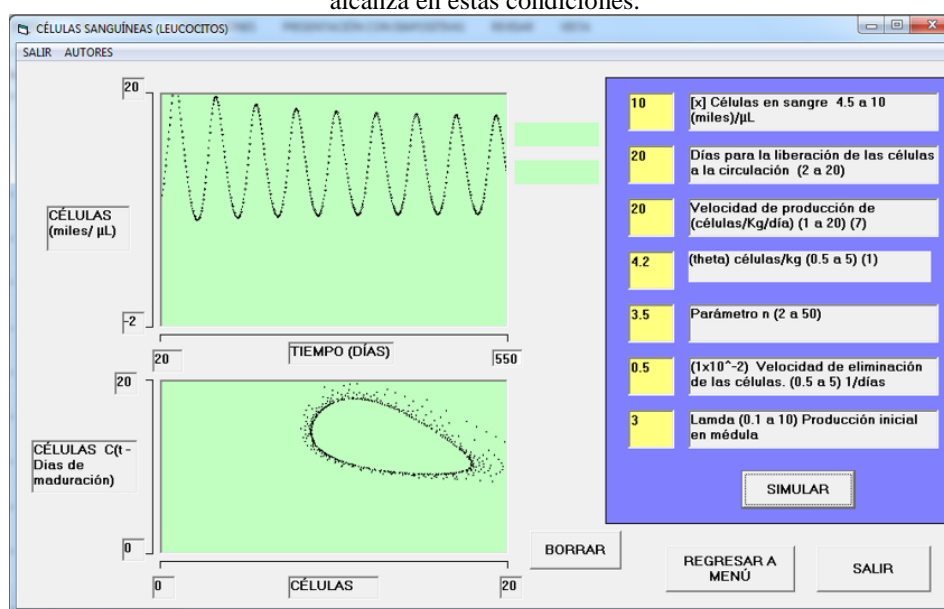 alcanza en estas condiciones.
CÉLULAS SANGUÍNEAS (LEUCOCITOS)
SALIR AUTORES
20
CÉLULAS
(miles/ µL)
-2
20
TIEMPO (DÍAS)
550
20
CÉLULAS C(t -
Dias de
maduración)
0
0
CÉLULAS
20
10
[x] Células en sangre 4.5 a 10
(miles)/µL
20
Días para la liberación de las células
a la circulación (2 a 20)
20
Velocidad de producción de
(células/Kg/día) (1 a 20) (7)
4.2
(theta) células/kg (0.5 a 5) (1)
3.5
Parámetro n (2 a 50)
0.5
(1x10^-2) Velocidad de eliminación
de las células. (0.5 a 5) 1/días
3
Lamda (0.1 a 10) Producción inicial
en médula
SIMULAR
BORRAR
REGRESAR A
MENÚ
SALIR